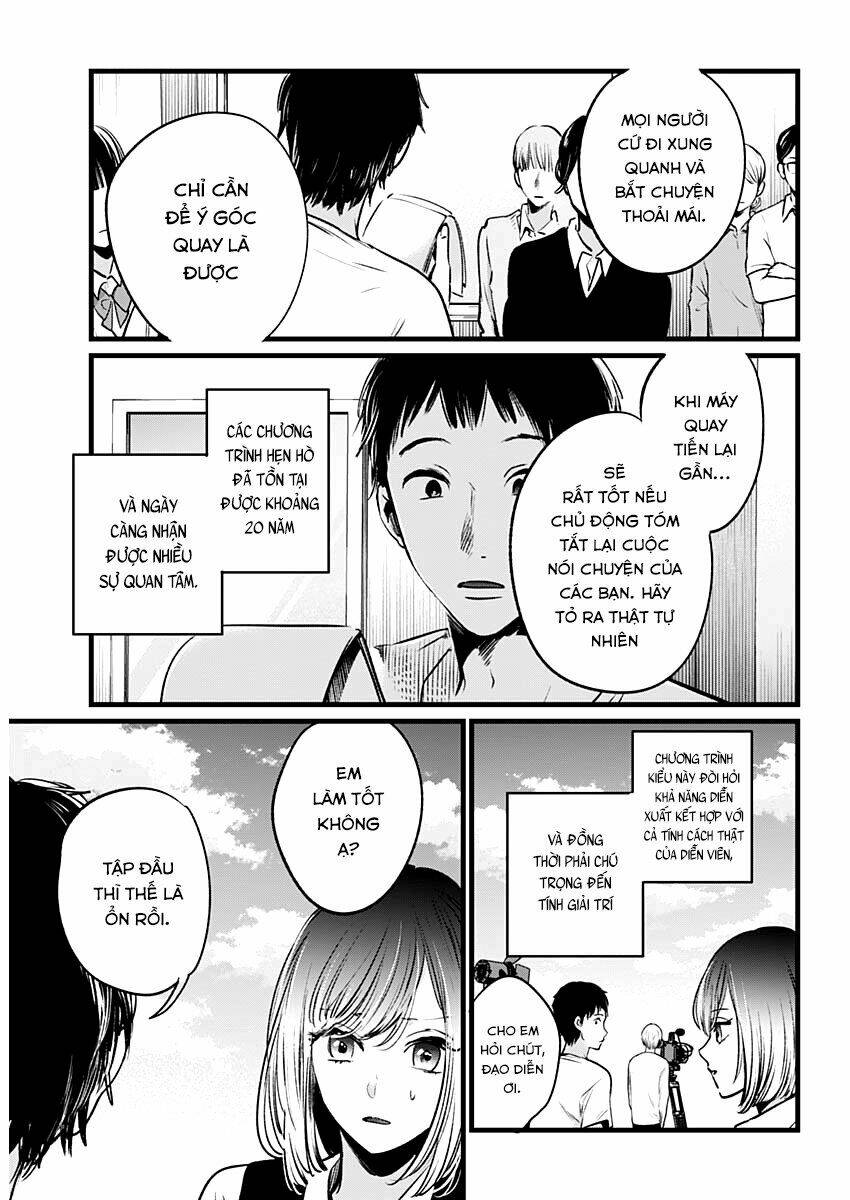 MỌI NGƯỜI
CỨ ĐI XUNG
QUANH VÀ
BẮT CHUYỆN
THOẢI MÁI.
CHỈ CẦN
ĐỂ Ý GÓC
QUAY LÀ
ĐƯỢC
KHI MÁY
QUAY
TIẾN LẠI
GẦN...
SẼ
RẤT TỐT NẾU
CHỦ ĐỘNG TÓM
TẮT LẠI CUỘC
NÓI CHUYỆN CỦA
CÁC BẠN. HÃY
TỎ RA THẬT TỰ
NHIÊN
CÁC CHƯƠNG
TRÌNH HẸN HÒ
ĐÃ TỒN TẠI
ĐƯỢC KHOẢNG
20 NĂM
VÀ NGÀY
CÀNG NHẬN
ĐƯỢC NHIỀU
SỰ QUAN TÂM.
CHƯƠNG TRÌNH
KIỂU NÀY ĐÒI HỎI
KHẢ NĂNG DIỄN
XUẤT KẾT HỢP VỚI
CẢ TÍNH CÁCH THẬT
CỦA DIỄN VIÊN,
VÀ ĐỒNG
THỜI PHẢI CHÚ
TRỌNG ĐẾN
TÍNH GIẢI TRÍ
CHO EM
HỎI CHÚT,
ĐẠO DIỄN
ƠI.
EM
LÀM TỐT
KHÔNG
Ạ?
TẬP ĐẦU
THÌ THẾ LÀ
ỔN RỒI.